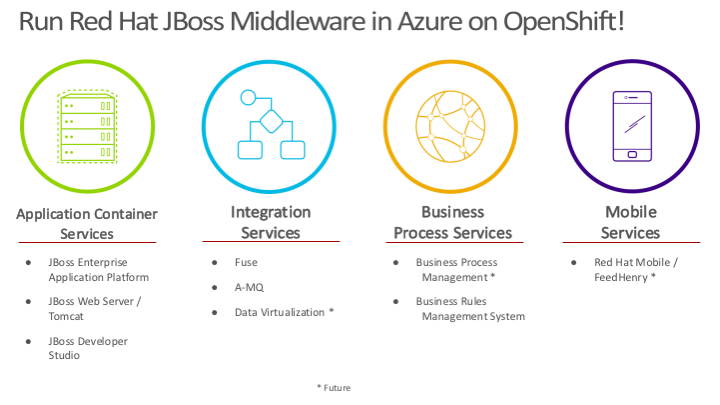 Run Red Hat JBoss Middleware in Azure on OpenShift!
Application Container
Services
● JBoss Enterprise
Application Platform
● JBoss Web Server /
Tomcat
● JBoss Developer
Studio
Integration
Services
● Fuse
● A-MQ
● Data Virtualization *
Business
Process Services
● Business Process
Management *
● Business Rules
Management System
Mobile
Services
● Red Hat Mobile /
FeedHenry *
* Future